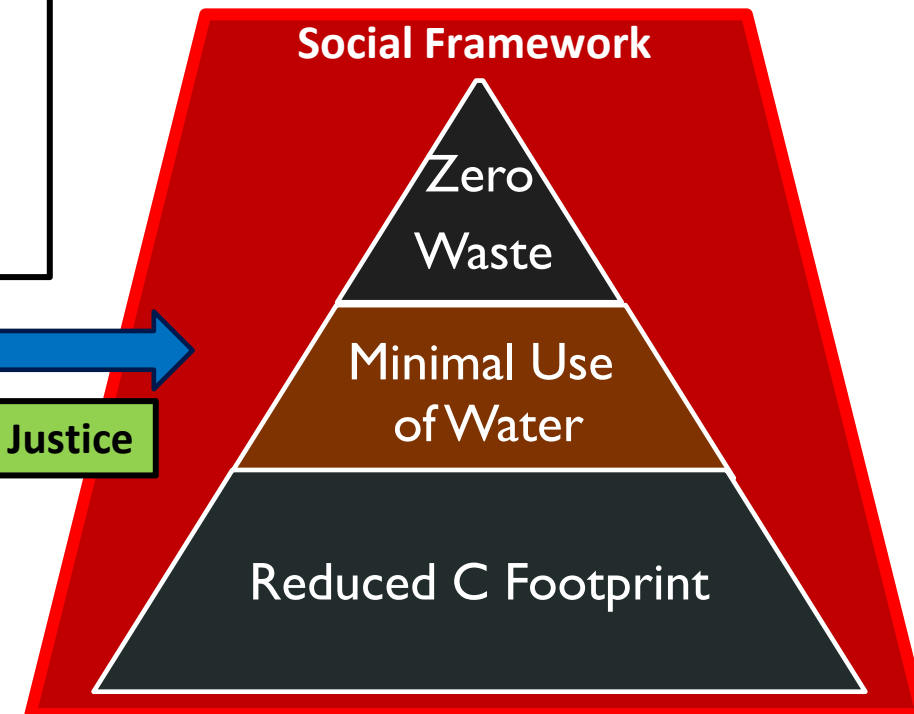 Social Framework
Zero
Waste
Minimal Use
of Water
Justice
Reduced C Footprint